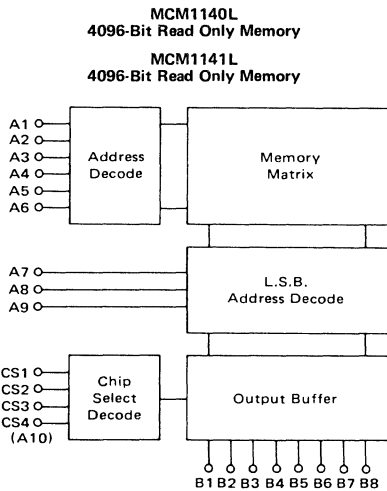 MCM1140L
4096-Bit Read Only Memory
MCM1141L
4096-Bit Read Only Memory
A1
A2
A3
A4
A5
A6
Address
Decode
Memory
Matrix
A7
A8
A9
L.S.B.
Address Decode
CS1
CS2
CS3
CS4
(A10)
Chip
Select
Decode
Output Buffer
B1 B2 B3 B4 B5 B6 B7 B8